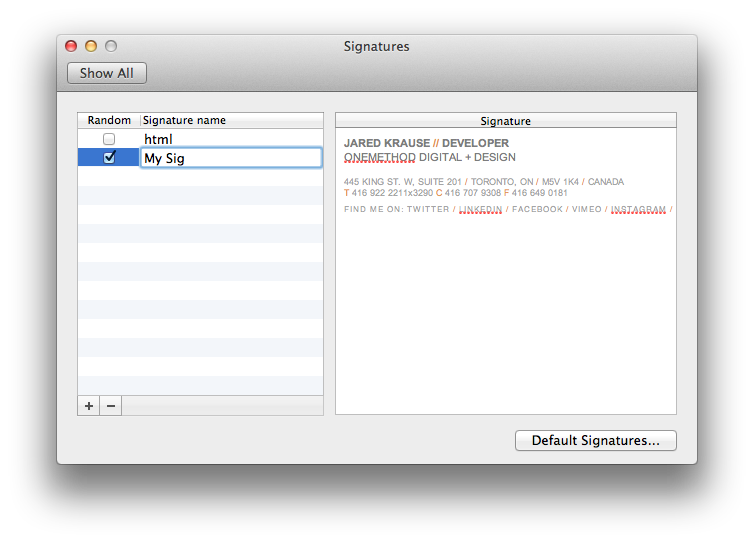 Signatures
Show All
Random Signature name
html
My Sig
Signature
JARED KRAUSE // DEVELOPER
ONEMETHOD DIGITAL + DESIGN
445 KING ST. W, SUITE 201 / TORONTO, ON / M5V 1K4 / CANADA
T 416 922 2211x3290 C 416 707 9308 F 416 649 0181
FIND ME ON: TWITTER / LINKEDIN / FACEBOOK / VIMEO / INSTAGRAM /
+ −
Default Signatures...